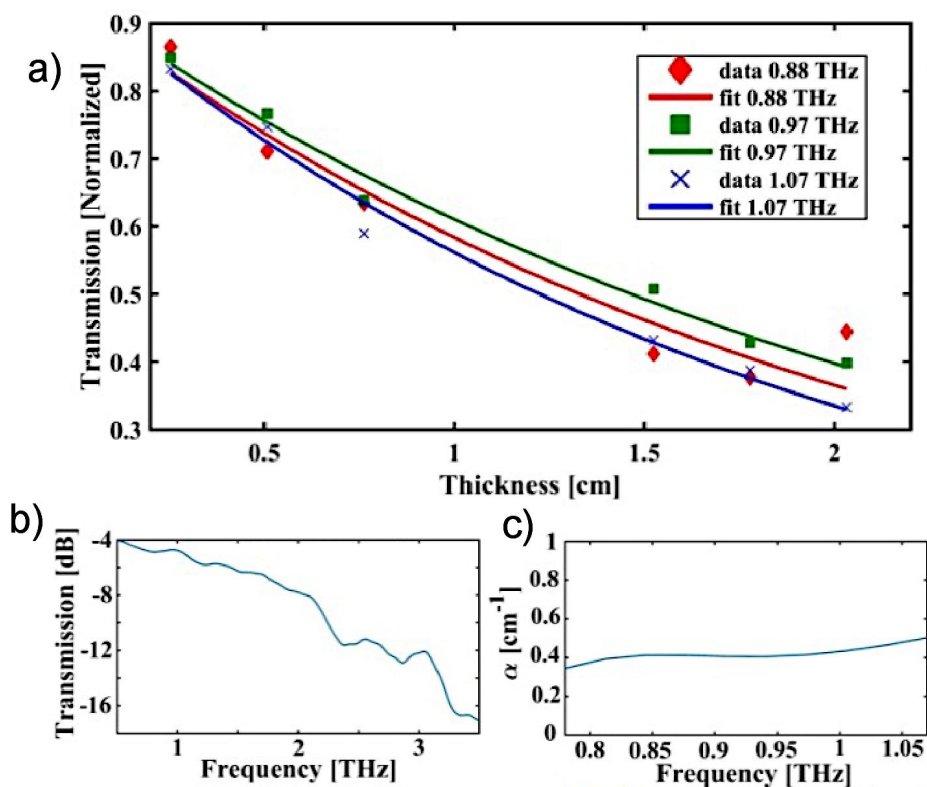 a)
Transmission [Normalized]
0.9
0.8
0.7
0.6
0.5
0.4
0.3
data 0.88 THz
fit 0.88 THz
data 0.97 THz
fit 0.97 THz
data 1.07 THz
fit 1.07 THz
0.5 1 1.5 2
Thickness [cm]
b)
Transmission [dB]
-4
-8
-12
-16
1 2 3
Frequency [THz]
c)
α [cm⁻¹]
1
0.8
0.6
0.4
0.2
0
0.8 0.85 0.9 0.95 1 1.05
Frequency [THz]